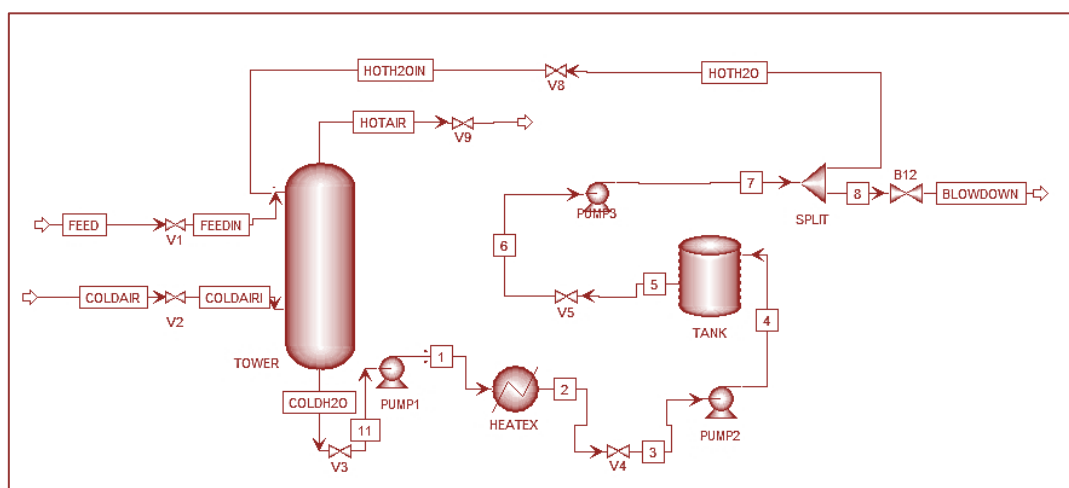 HOTH2OIN
V8
HOTH2O
HOTAIR
V9
FEED
V1
FEEDIN
7
PUMP3
SPLIT
8
B12
BLOWDOWN
6
COLDAIR
V2
COLDAIRI
V5
5
TANK
4
TOWER
COLDH2O
11
V3
PUMP1
1
HEATEX
2
V4
3
PUMP2